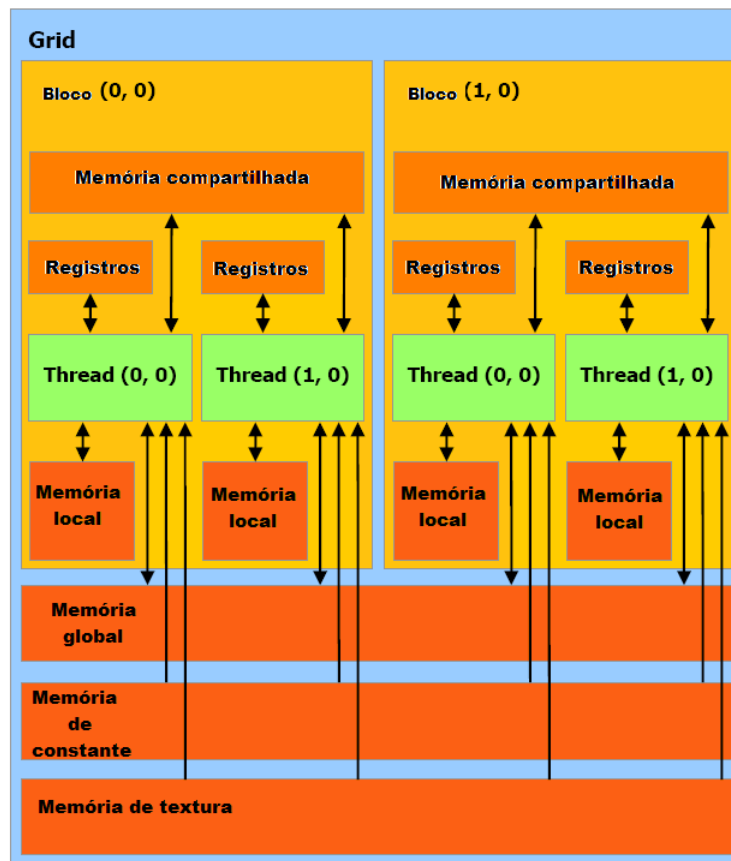 Grid
Bloco (0, 0)
Bloco (1, 0)
Memória compartilhada
Memória compartilhada
Registros
Registros
Registros
Registros
Thread (0, 0)
Thread (1, 0)
Thread (0, 0)
Thread (1, 0)
Memória
local
Memória
local
Memória
local
Memória
local
Memória
global
Memória
de
constante
Memória de textura